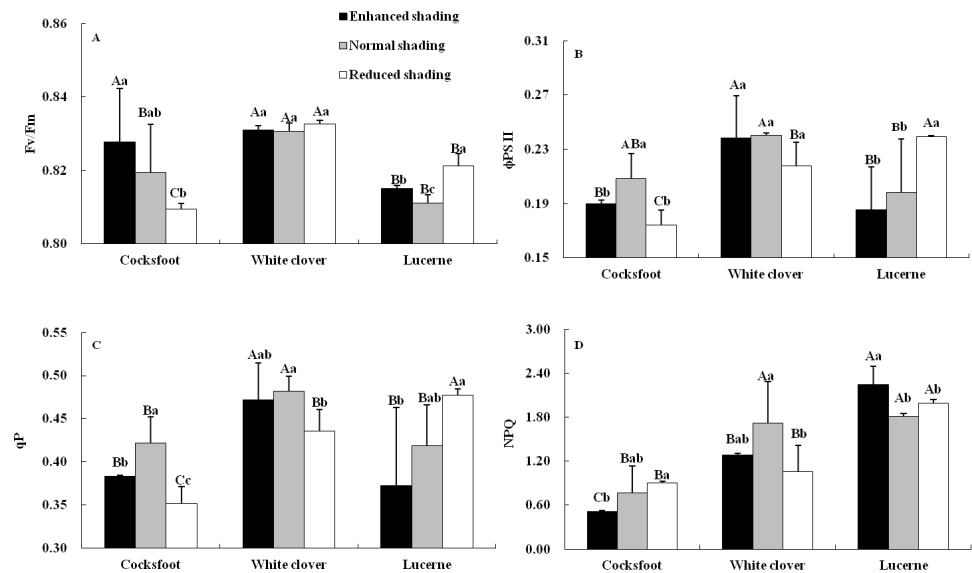 A
Enhanced shading
Normal shading
Reduced shading
Fv/Fm
0.86
0.84
0.82
0.80
Aa
Bab
Cb
Aa
Aa
Aa
Bb
Bc
Ba
Cocksfoot
White clover
Lucerne
B
ϕPS II
0.31
0.27
0.23
0.19
0.15
Bb
ABa
Cb
Aa
Aa
Ba
Bb
Bb
Aa
Cocksfoot
White clover
Lucerne
C
qP
0.55
0.50
0.45
0.40
0.35
0.30
Bb
Ba
Cc
Aab
Aa
Bb
Bb
Bab
Aa
Cocksfoot
White clover
Lucerne
D
NPQ
3.00
2.40
1.80
1.20
0.60
0.00
Cb
Bab
Ba
Bab
Aa
Bb
Aa
Ab
Ab
Cocksfoot
White clover
Lucerne